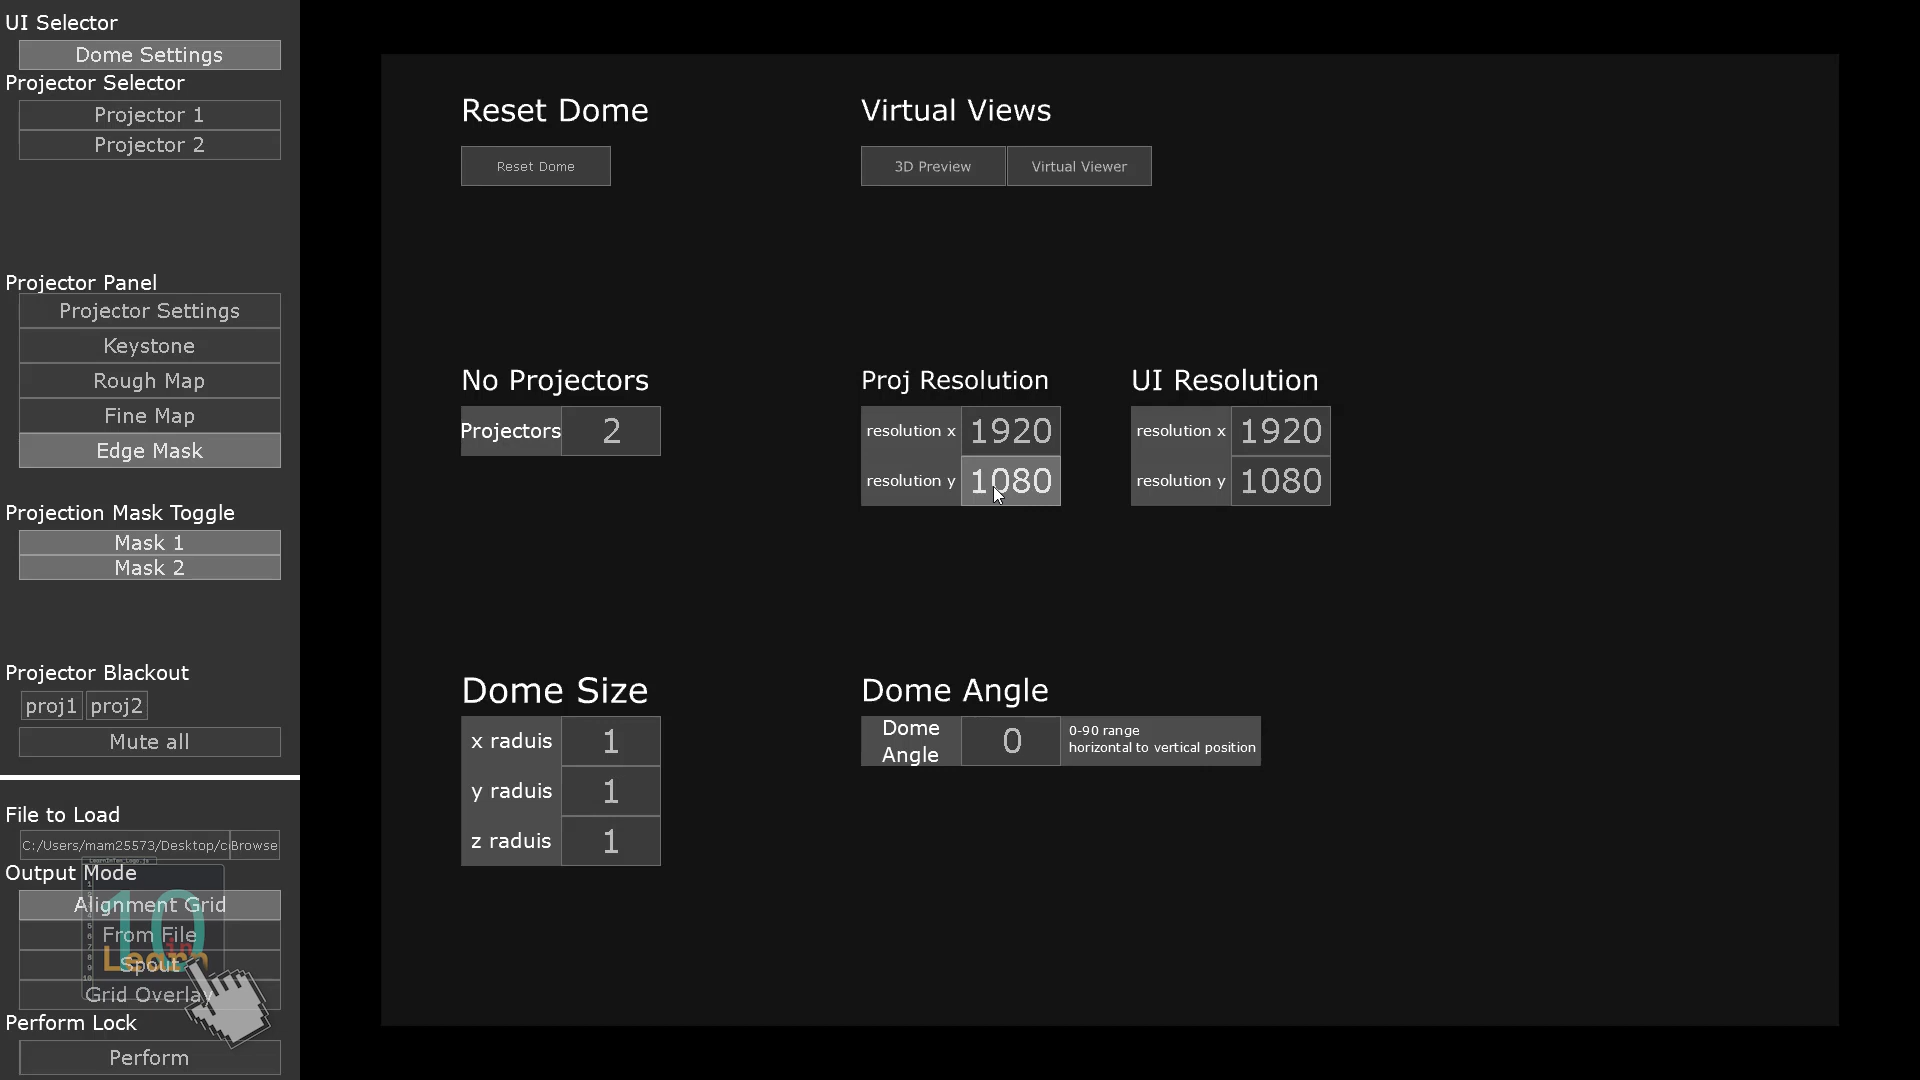 UI Selector
Dome Settings
Projector Selector
Projector 1
Projector 2
Projector Panel
Projector Settings
Keystone
Rough Map
Fine Map
Edge Mask
Projection Mask Toggle
Mask 1
Mask 2
Projector Blackout
proj1 proj2
Mute all
File to Load
C:/Users/mam25573/Desktop/c Browse
Output Mode
Alignment Grid
From File
Spout
Grid Overlay
10
in
Learn
Perform Lock
Perform
Reset Dome
Reset Dome
Virtual Views
3D Preview Virtual Viewer
No Projectors
Projectors 2
Proj Resolution
resolution x 1920
resolution y 1080
UI Resolution
resolution x 1920
resolution y 1080
Dome Size
x raduis 1
y raduis 1
z raduis 1
Dome Angle
Dome
Angle
0
0-90 range
horizontal to vertical position